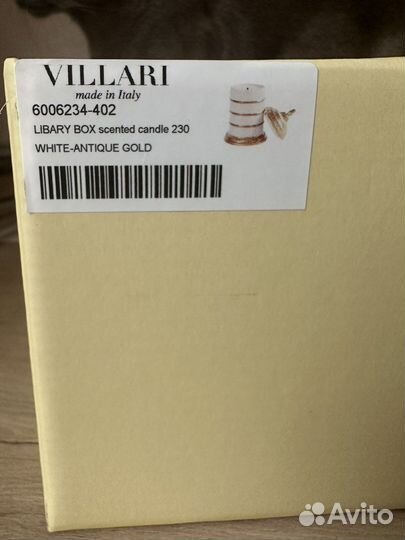 VILLARI
made in Italy
6006234-402
LIBARY BOX scented candle 230
WHITE-ANTIQUE GOLD
Avito